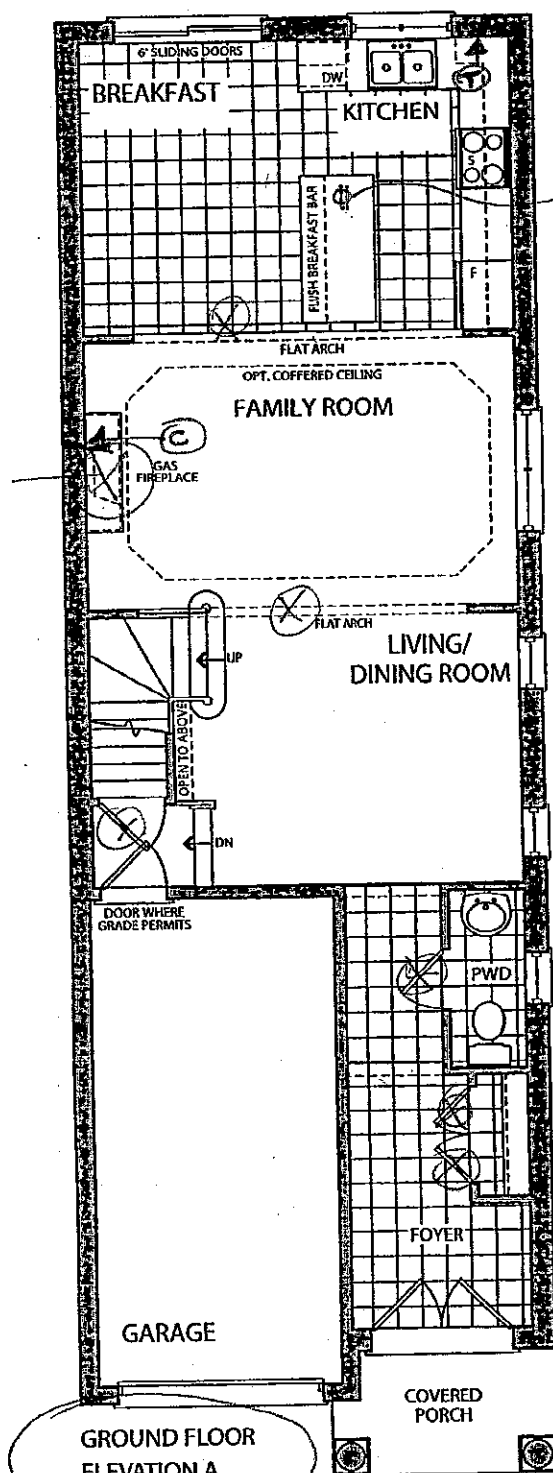 6' SLIDING DOORS
BREAKFAST
DW
KITCHEN
T
S
FLUSH BREAKFAST BAR
F
FLAT ARCH
OPT. COFFERED CEILING
FAMILY ROOM
C
GAS
FIREPLACE
FLAT ARCH
LIVING/
DINING ROOM
UP
OPEN TO ABOVE
DN
DOOR WHERE
GRADE PERMITS
PWD
FOYER
GARAGE
COVERED
PORCH
GROUND FLOOR
ELEVATION A